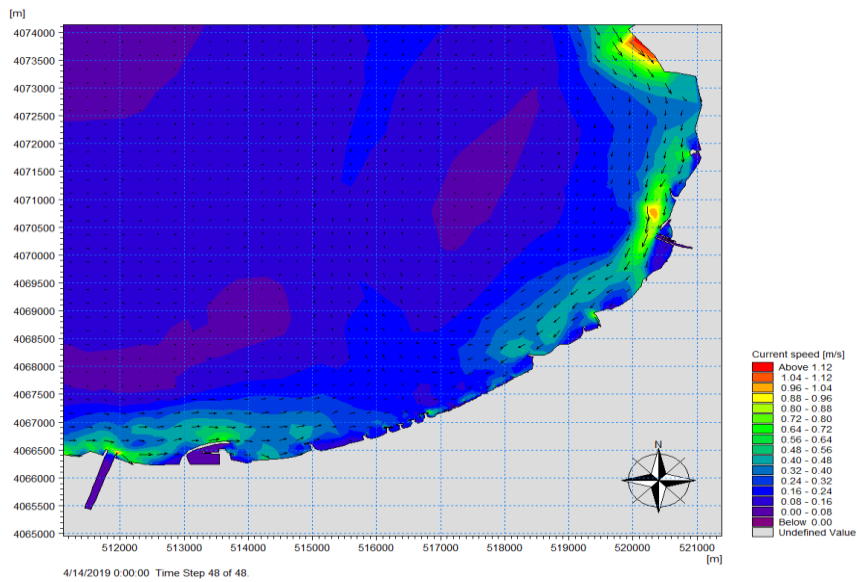 [m]
4074000
4073500
4073000
4072500
4072000
4071500
4071000
4070500
4070000
4069500
4069000
4068500
4068000
4067500
4067000
4066500
4066000
4065500
4065000
512000 513000 514000 515000 516000 517000 518000 519000 520000 521000
[m]
N
Current speed [m/s]
Above 1.12
1.04 - 1.12
0.96 - 1.04
0.88 - 0.96
0.80 - 0.88
0.72 - 0.80
0.64 - 0.72
0.56 - 0.64
0.48 - 0.56
0.40 - 0.48
0.32 - 0.40
0.24 - 0.32
0.16 - 0.24
0.08 - 0.16
0.00 - 0.08
Below 0.00
Undefined Value
4/14/2019 0:00:00 Time Step 48 of 48.